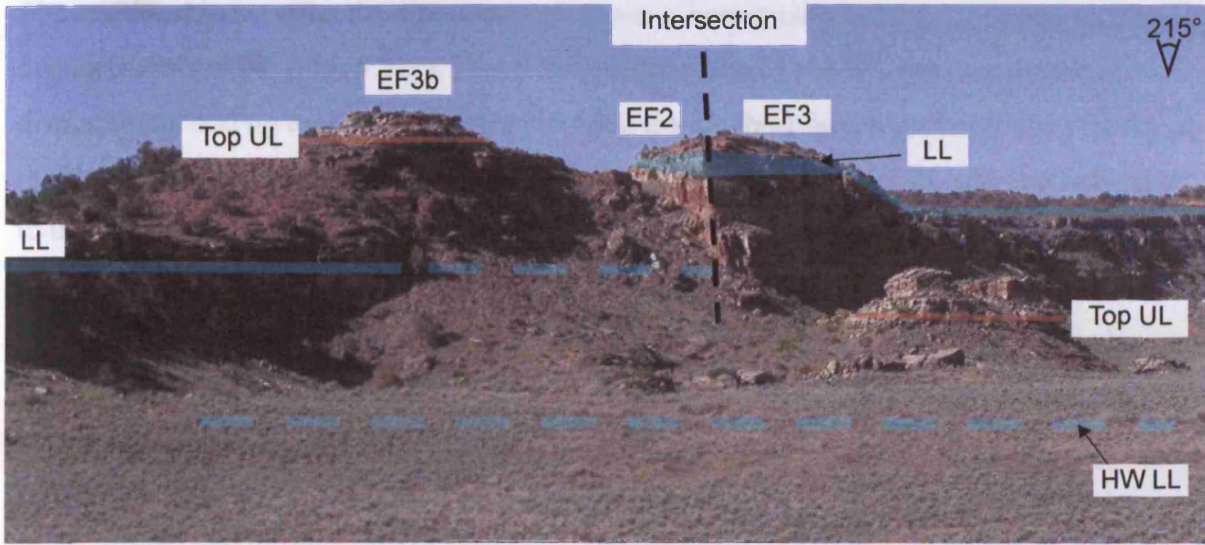 Intersection
215°
EF3b
EF2
EF3
Top UL
LL
LL
Top UL
HW LL